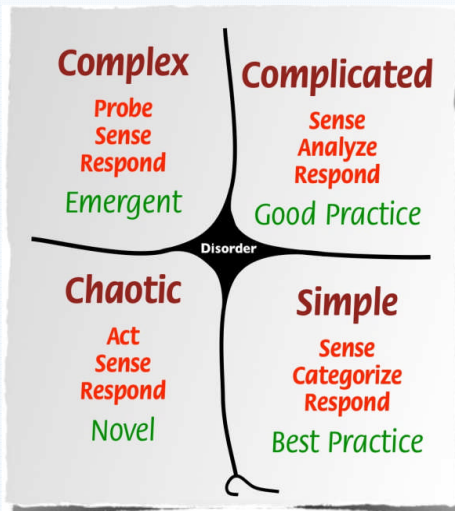 Complex
Probe
Sense
Respond
Emergent
Complicated
Sense
Analyze
Respond
Good Practice
Disorder
Chaotic
Act
Sense
Respond
Novel
Simple
Sense
Categorize
Respond
Best Practice